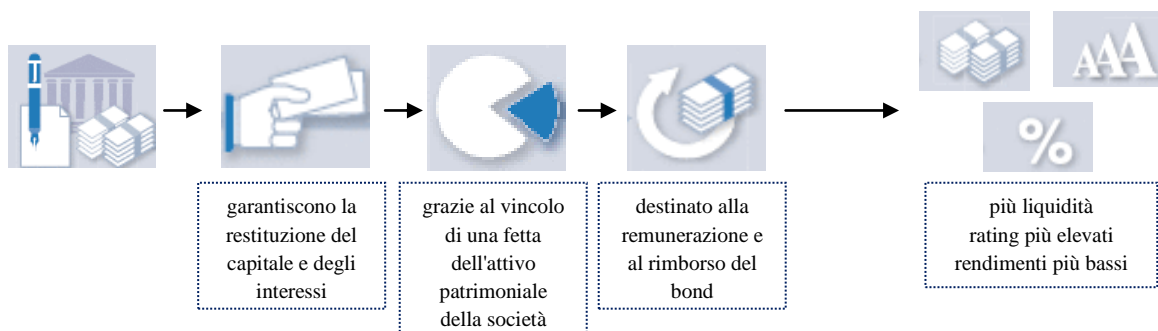 AAA
%
garantiscono la
restituzione del
capitale e degli
interessi
grazie al vincolo
di una fetta
dell'attivo
patrimoniale
della società
destinato alla
remunerazione e
al rimborso del
bond
più liquidità
rating più elevati
rendimenti più bassi